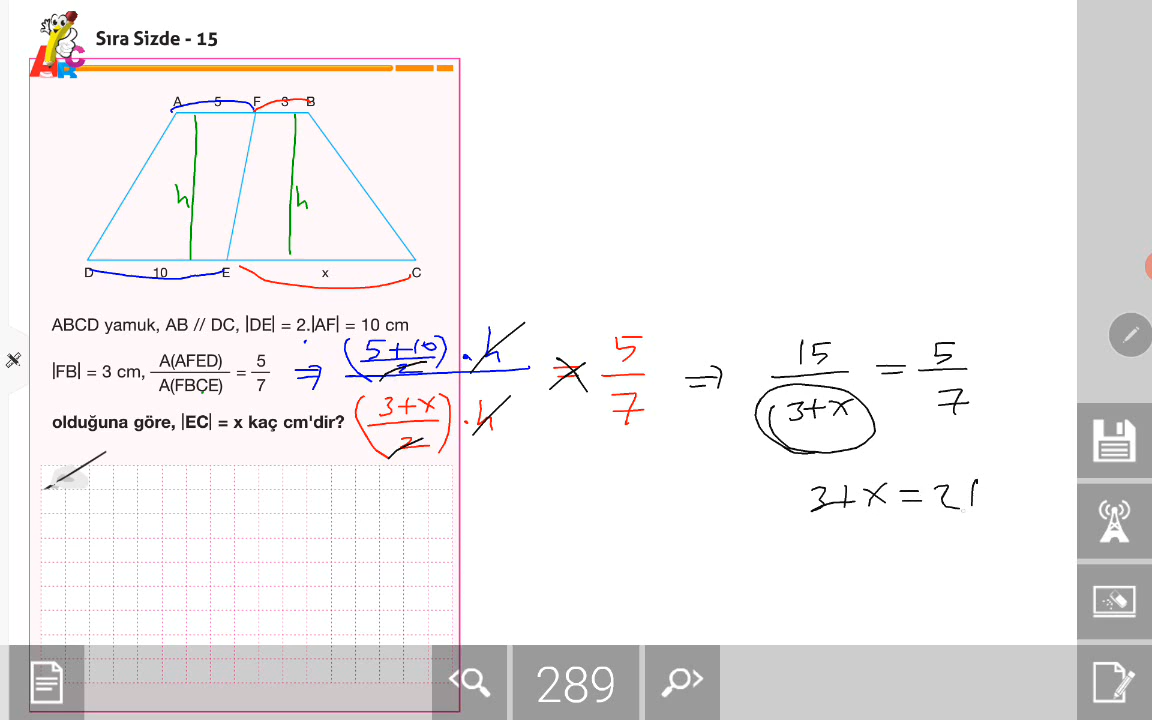 Sıra Sizde - 15
A 5 F 3 B
h h
D 10 E x C
ABCD yamuk, AB // DC, |DE| = 2.|AF| = 10 cm
|FB| = 3 cm, A(AFED) / A(FBÇE) = 5 / 7
olduğuna göre, |EC| = x kaç cm'dir?
⇒ ((5+10)/2) . h / ((3+x)/2) . h = 5/7 ⇒ 15/(3+x) = 5/7
3+x = 21
289